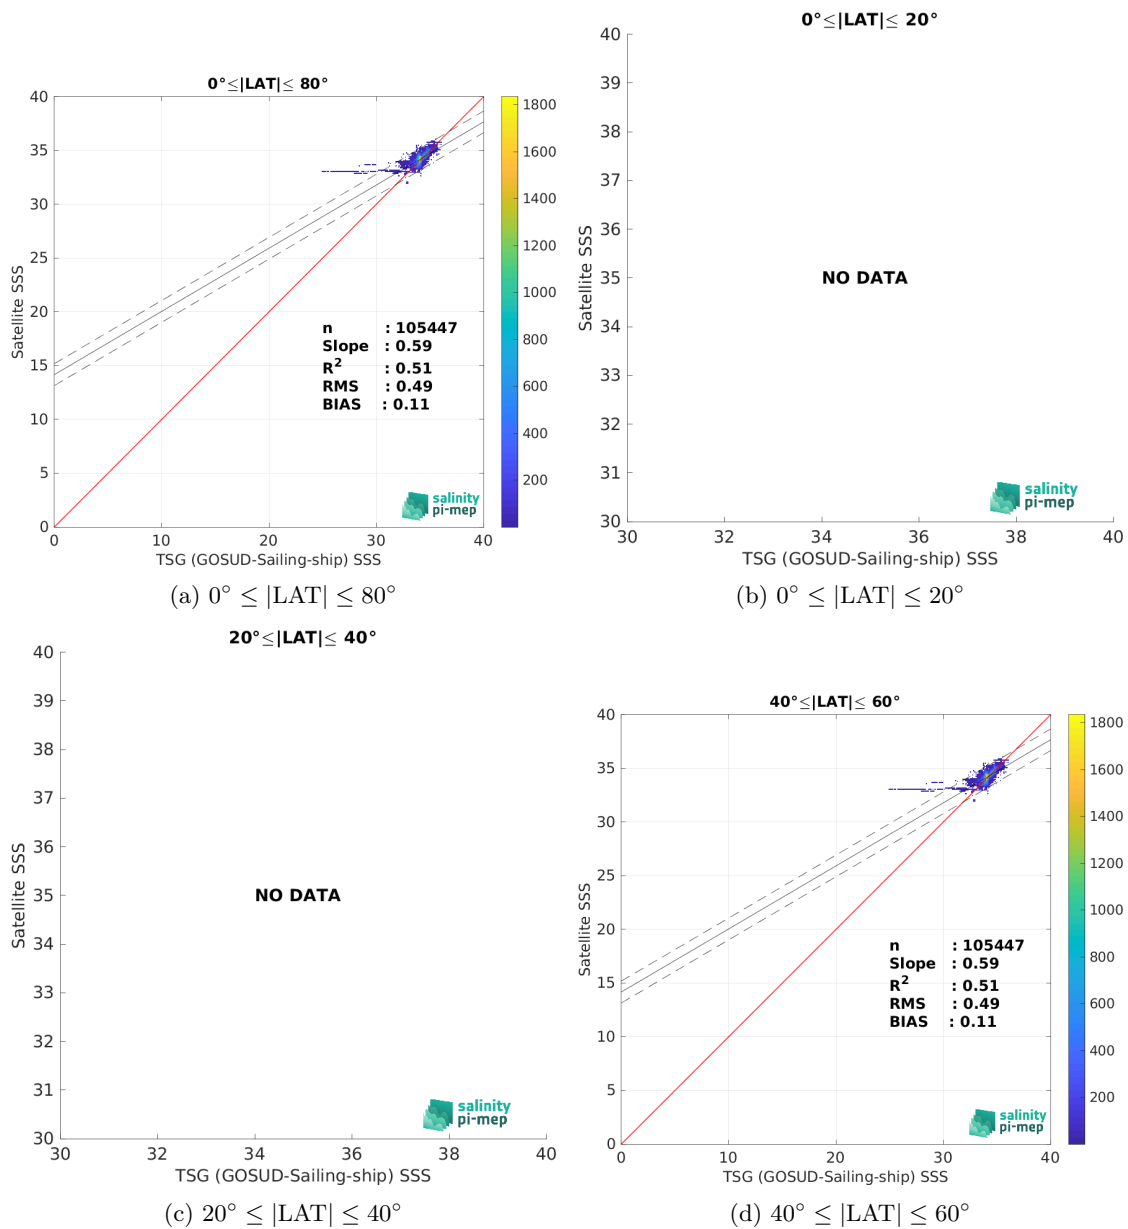 0°≤|LAT|≤ 80°
40
35
30
25
20
15
10
5
0
Satellite SSS
0
10
20
30
40
TSG (GOSUD-Sailing-ship) SSS
n : 105447
Slope : 0.59
R² : 0.51
RMS : 0.49
BIAS : 0.11
1800
1600
1400
1200
1000
800
600
400
200
salinity
pi-mep
(a) 0° ≤ |LAT| ≤ 80°
0°≤|LAT|≤ 20°
40
39
38
37
36
35
34
33
32
31
30
Satellite SSS
NO DATA
salinity
pi-mep
30
32
34
36
38
40
TSG (GOSUD-Sailing-ship) SSS
(b) 0° ≤ |LAT| ≤ 20°
20°≤|LAT|≤ 40°
40
39
38
37
36
35
34
33
32
31
30
Satellite SSS
NO DATA
salinity
pi-mep
30
32
34
36
38
40
TSG (GOSUD-Sailing-ship) SSS
(c) 20° ≤ |LAT| ≤ 40°
40°≤|LAT|≤ 60°
40
35
30
25
20
15
10
5
0
Satellite SSS
n : 105447
Slope : 0.59
R² : 0.51
RMS : 0.49
BIAS : 0.11
1800
1600
1400
1200
1000
800
600
400
200
salinity
pi-mep
0
10
20
30
40
TSG (GOSUD-Sailing-ship) SSS
(d) 40° ≤ |LAT| ≤ 60°